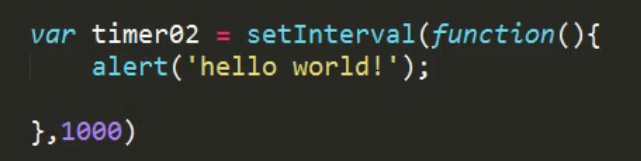 var timer02 = setInterval(function(){
    alert('hello world!');
},1000)